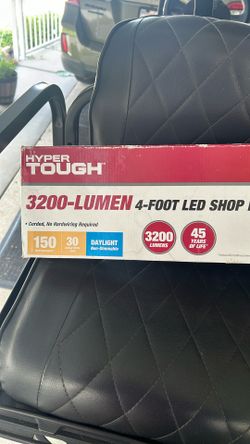 HYPER
TOUGH™
3200-LUMEN 4-FOOT LED SHOP
• Corded, No Hardwiring Required
150
30
DAYLIGHT
Non-Dimmable
3200
LUMENS
45
YEARS
OF LIFE